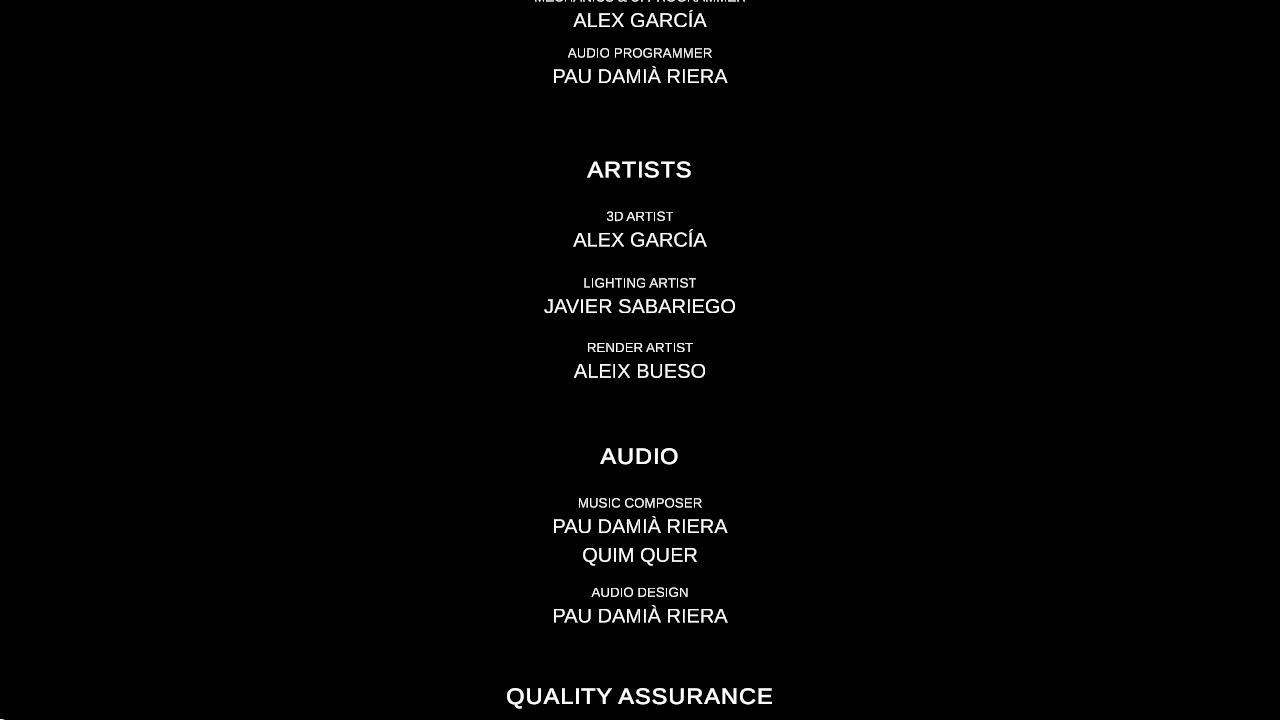 ALEX GARCÍA
AUDIO PROGRAMMER
PAU DAMIÀ RIERA
ARTISTS
3D ARTIST
ALEX GARCÍA
LIGHTING ARTIST
JAVIER SABARIEGO
RENDER ARTIST
ALEIX BUESO
AUDIO
MUSIC COMPOSER
PAU DAMIÀ RIERA
QUIM QUER
AUDIO DESIGN
PAU DAMIÀ RIERA
QUALITY ASSURANCE